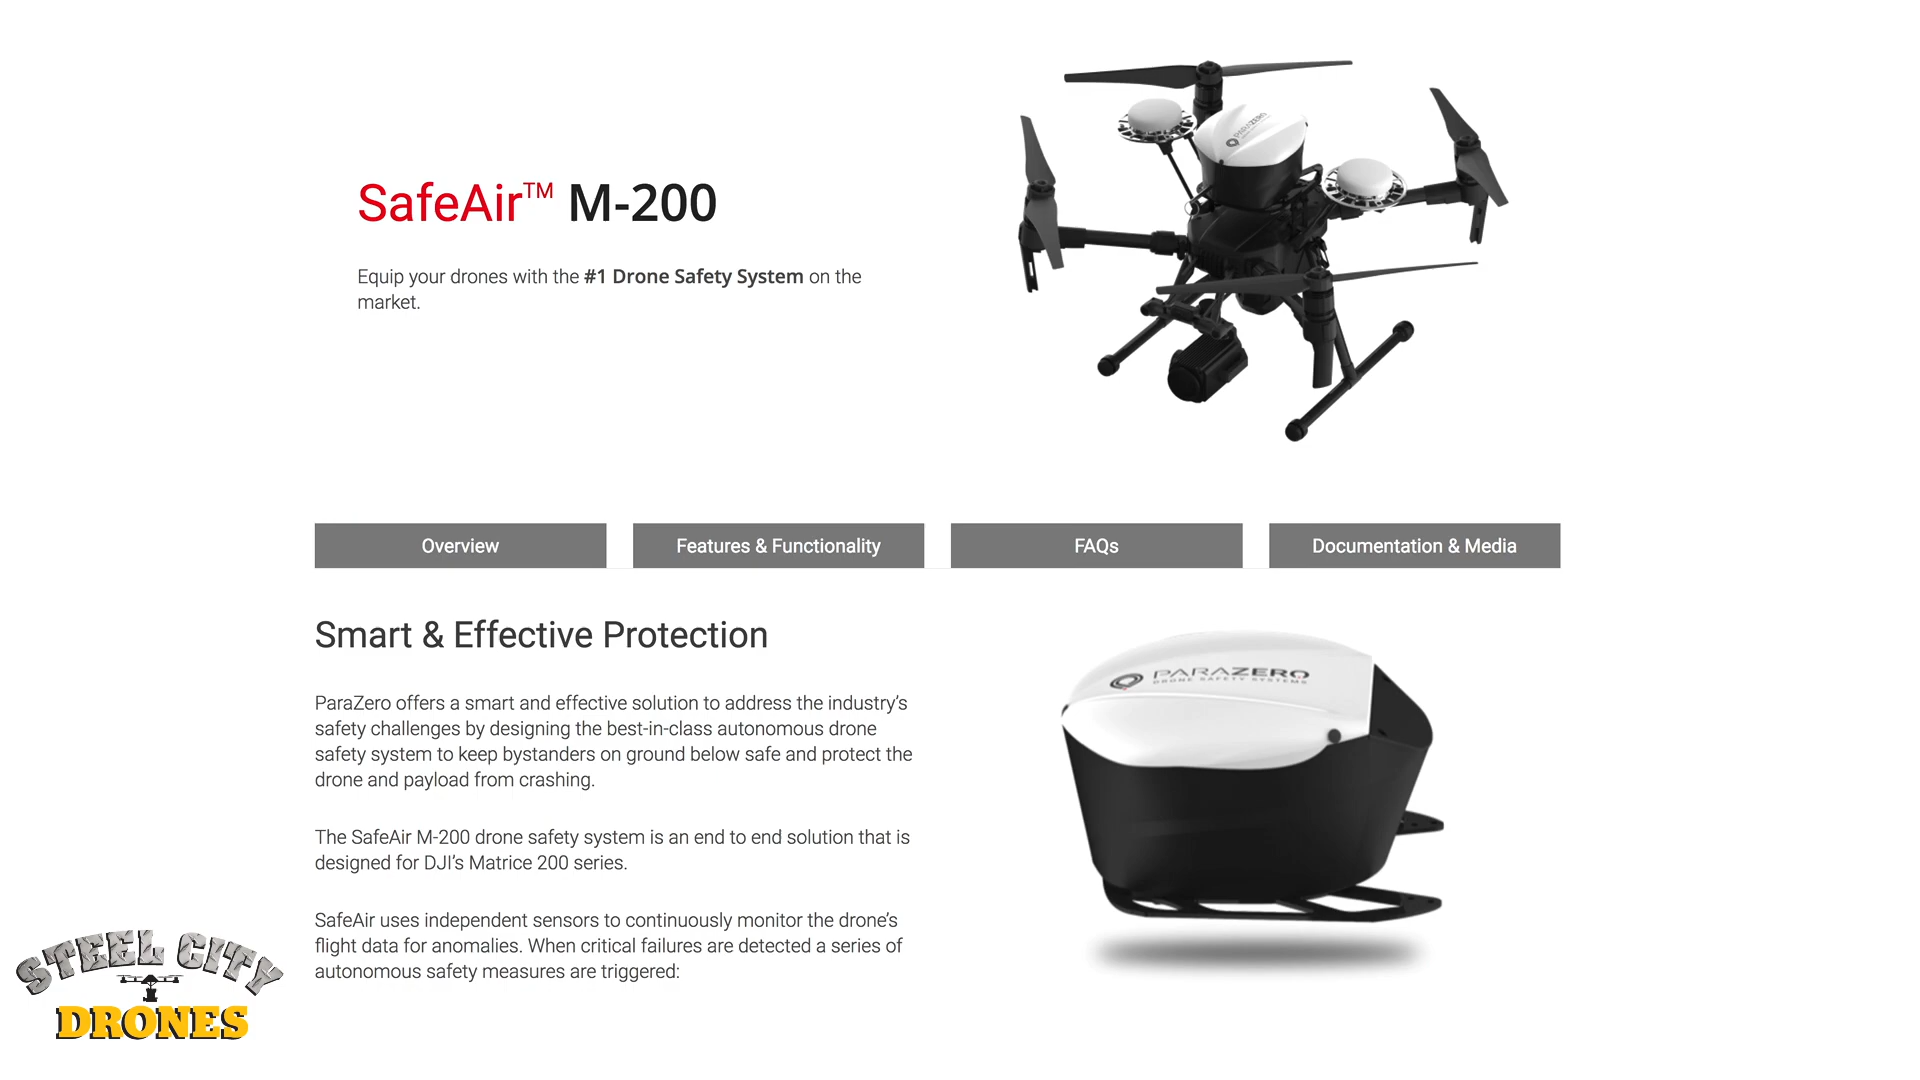 PARAZERO
SafeAir™ M-200
Equip your drones with the #1 Drone Safety System on the
market.
Overview
Features & Functionality
FAQs
Documentation & Media
Smart & Effective Protection
ParaZero offers a smart and effective solution to address the industry’s
safety challenges by designing the best-in-class autonomous drone
safety system to keep bystanders on ground below safe and protect the
drone and payload from crashing.
The SafeAir M-200 drone safety system is an end to end solution that is
designed for DJI’s Matrice 200 series.
SafeAir uses independent sensors to continuously monitor the drone’s
flight data for anomalies. When critical failures are detected a series of
autonomous safety measures are triggered:
PARAZERO
DRONE SAFETY SYSTEMS
STEEL CITY
DRONES